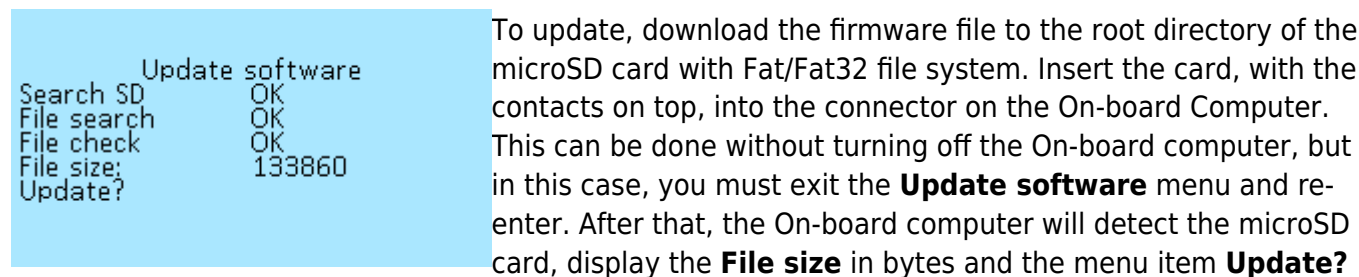 Update software
Search SD OK
File search OK
File check OK
File size: 133860
Update?
To update, download the firmware file to the root directory of the
microSD card with Fat/Fat32 file system. Insert the card, with the
contacts on top, into the connector on the On-board Computer.
This can be done without turning off the On-board computer, but
in this case, you must exit the Update software menu and re-
enter. After that, the On-board computer will detect the microSD
card, display the File size in bytes and the menu item Update?